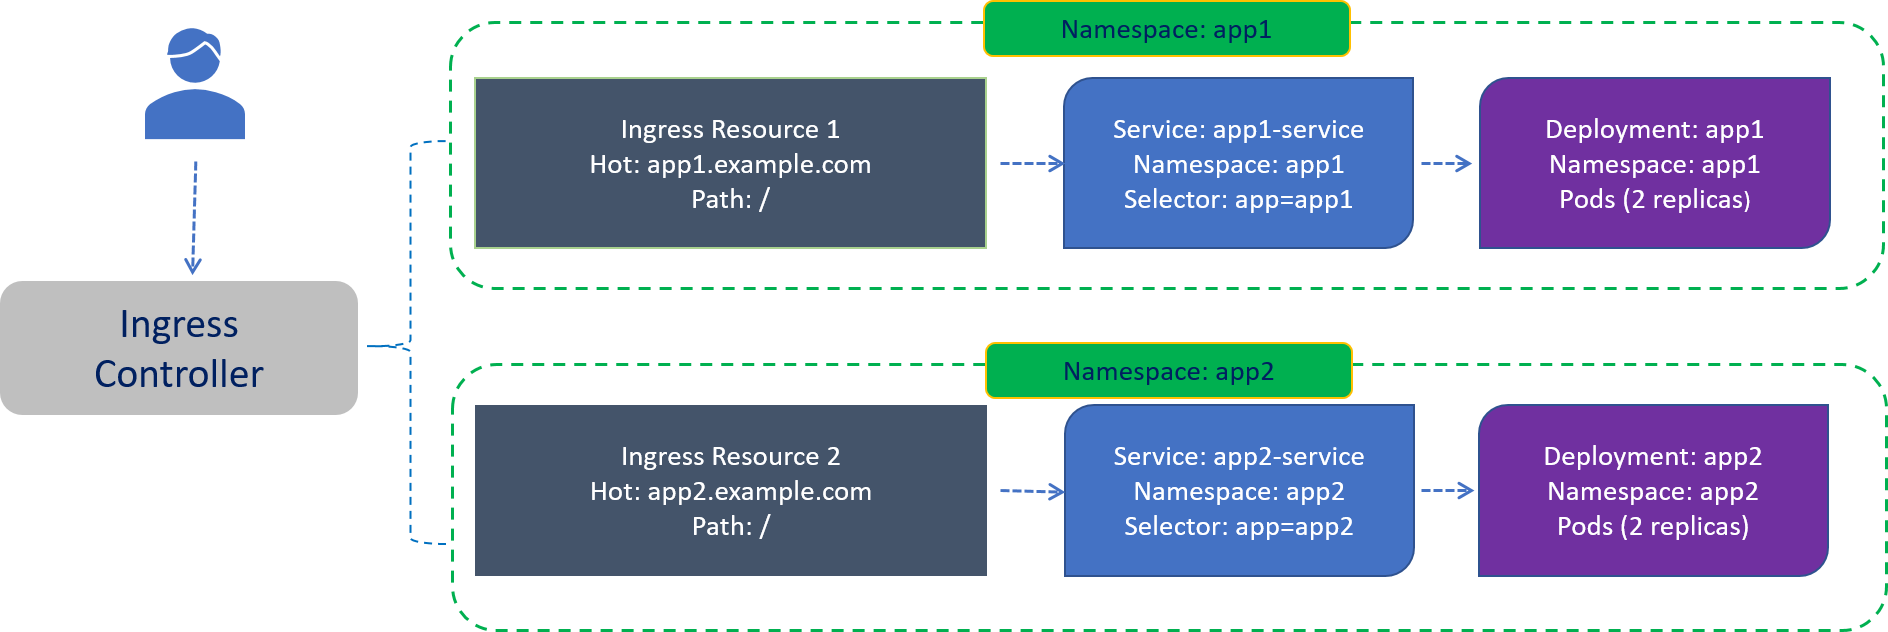 Namespace: app1
Ingress Resource 1
Hot: app1.example.com
Path: /
Service: app1-service
Namespace: app1
Selector: app=app1
Deployment: app1
Namespace: app1
Pods (2 replicas)
Ingress
Controller
Namespace: app2
Ingress Resource 2
Hot: app2.example.com
Path: /
Service: app2-service
Namespace: app2
Selector: app=app2
Deployment: app2
Namespace: app2
Pods (2 replicas)